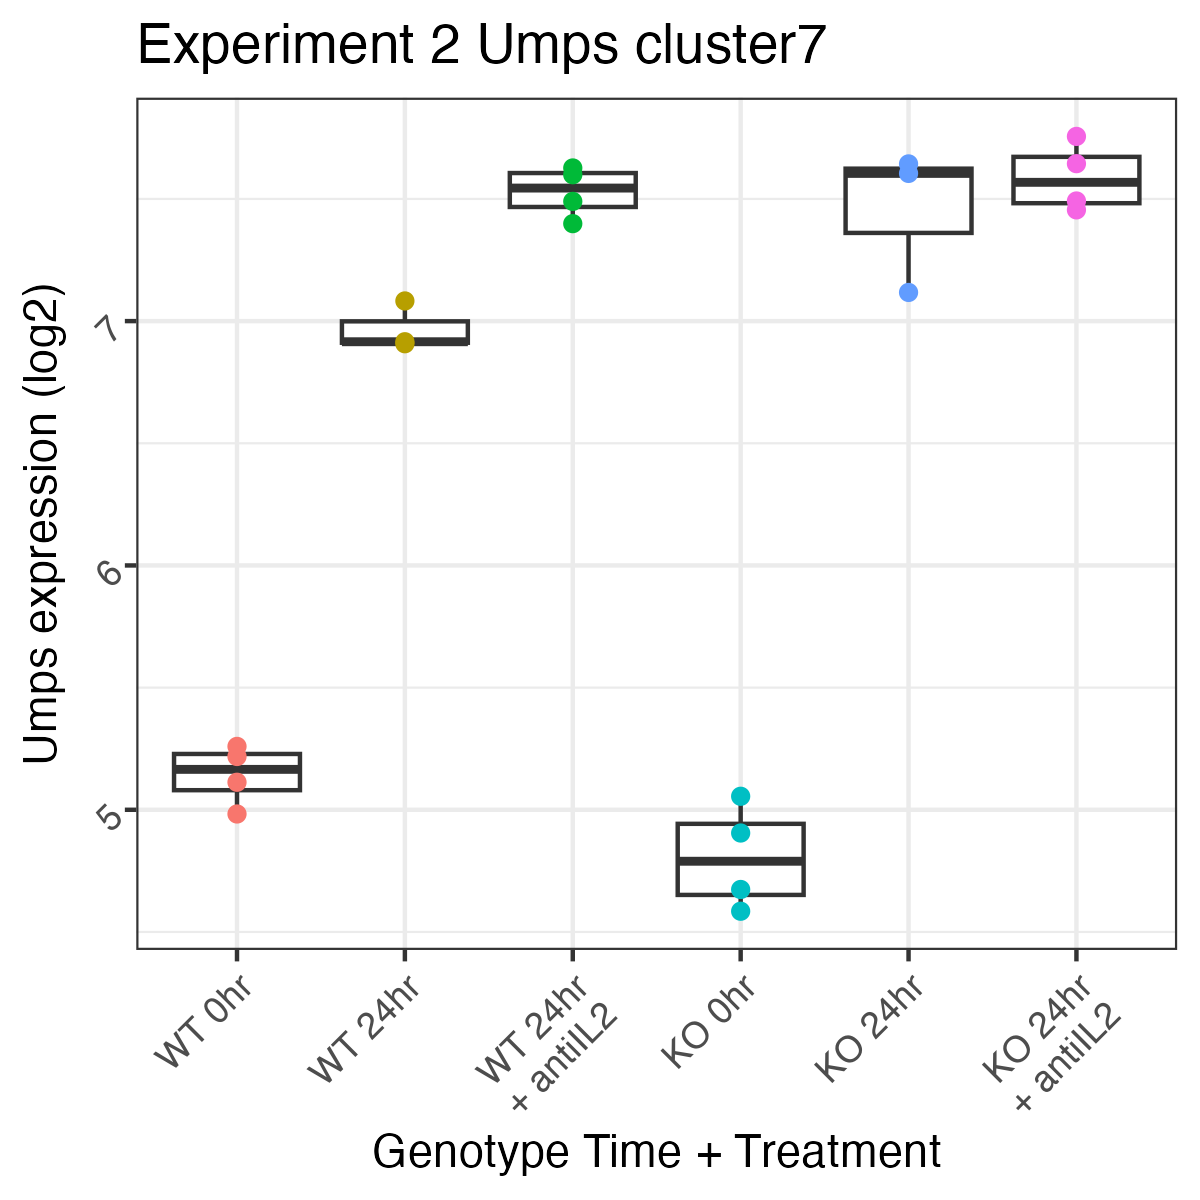 Experiment 2 Umps cluster7
Umps expression (log2)
7
6
5
WT 0hr
WT 24hr
WT 24hr
+ antiIL2
KO 0hr
KO 24hr
KO 24hr
+ antiIL2
Genotype Time + Treatment